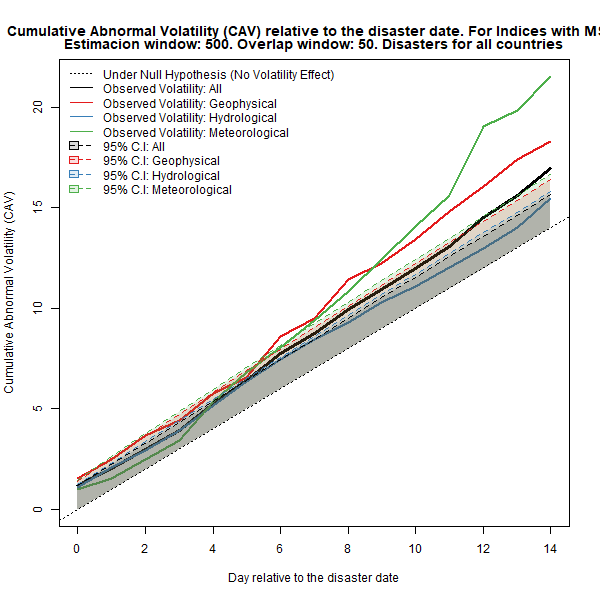 Cumulative Abnormal Volatility (CAV) relative to the disaster date. For Indices with
Estimacion window: 500. Overlap window: 50. Disasters for all countries
Under Null Hypothesis (No Volatility Effect)
Observed Volatility: All
Observed Volatility: Geophysical
Observed Volatility: Hydrological
Observed Volatility: Meteorological
95% C.I: All
95% C.I: Geophysical
95% C.I: Hydrological
95% C.I: Meteorological
Cumulative Abnormal Volatility (CAV)
20
15
10
5
0
0 2 4 6 8 10 12 14
Day relative to the disaster date